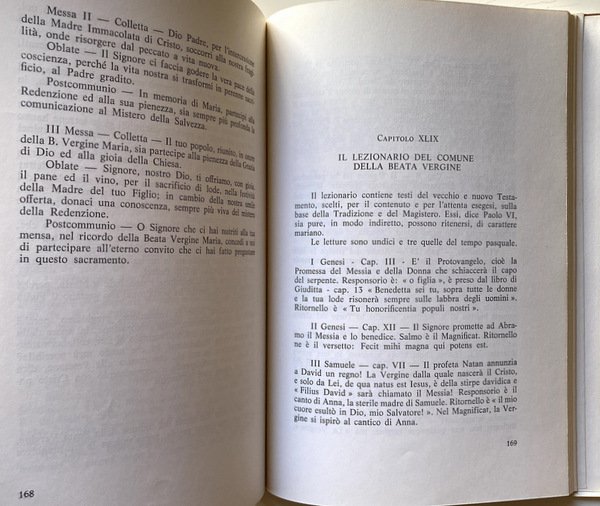 Messa II — Colletta — Dio Padre, per l'intercessione
della Madre Immacolata di Cristo, soccorri alla nostra fragi-
lità, onde risorgere dal peccato a vita nuova.
Oblate — Il Signore ci faccia godere la vera pace della
coscienza, perché la vita nostra si trasformi in perenne sacri-
ficio, al Padre gradito.
Postcommunio — In memoria di Maria, partecipi alla
Redenzione ed alla sua pienezza, sia sempre più profonda la
comunicazione al Mistero della Salvezza.
III Messa — Colletta — Il tuo popolo, riunito, in onore
della B. Vergine Maria, sia partecipe alla pienezza della Grazia
di Dio ed alla gioia della Chiesa.
Oblate — Signore, nostro Dio, ti offriamo, con gioia,
il pane ed il vino, per il sacrificio di lode, nella festività
della Madre del tuo Figlio; in cambio della nostra umile
offerta, donaci una conoscenza, sempre più viva del mistero
della Redenzione.
Postcommunio — O Signore che ci hai nutriti alla tua
mensa, nel ricordo della Beata Vergine Maria, concedi a noi
di partecipare all'eterno convito che ci hai fatto pregustare
in questo sacramento.
168
CAPITOLO XLIX
IL LEZIONARIO DEL COMUNE
DELLA BEATA VERGINE
Il lezionario contiene testi del vecchio e nuovo Testa-
mento, scelti, per il contenuto e per l'attenta esegesi, sulla
base della Tradizione e del Magistero. Essi, dice Paolo VI,
sia pure, in modo indiretto, possono ritenersi, di carattere
mariano.
Le letture sono undici e tre quelle del tempo pasquale.
I Genesi - Cap. III - E' il Protovangelo, cioè la
Promessa del Messia e della Donna che schiaccerà il capo
del serpente. Responsorio è: « o figlia », è preso dal libro di
Giuditta - cap. 13 « Benedetta sei tu, sopra tutte le donne
e la tua lode risonerà sempre sulle labbra degli uomini ».
Ritornello è « Tu honorificentia populi nostri ».
II Genesi — Cap. XII — Il Signore promette ad Abra-
mo il Messia e lo benedice. Salmo è il Magnificat. Ritornello
ne è il versetto: Fecit mihi magna qui potens est.
III Samuele — cap. VII — Il profeta Natan annunzia
a David un regno! La Vergine dalla quale nascerà il Cristo,
e solo da Lei, de qua natus est Iesus, è della stirpe davidica e
« Filius David » sarà chiamato il Messia! Responsorio è il
canto di Anna, la sterile madre di Samuele. Ritornello è « il mio
cuore esultò in Dio, mio Salvatore! ». Nel Magnificat, la Ver-
gine si ispirò al cantico di Anna.
169